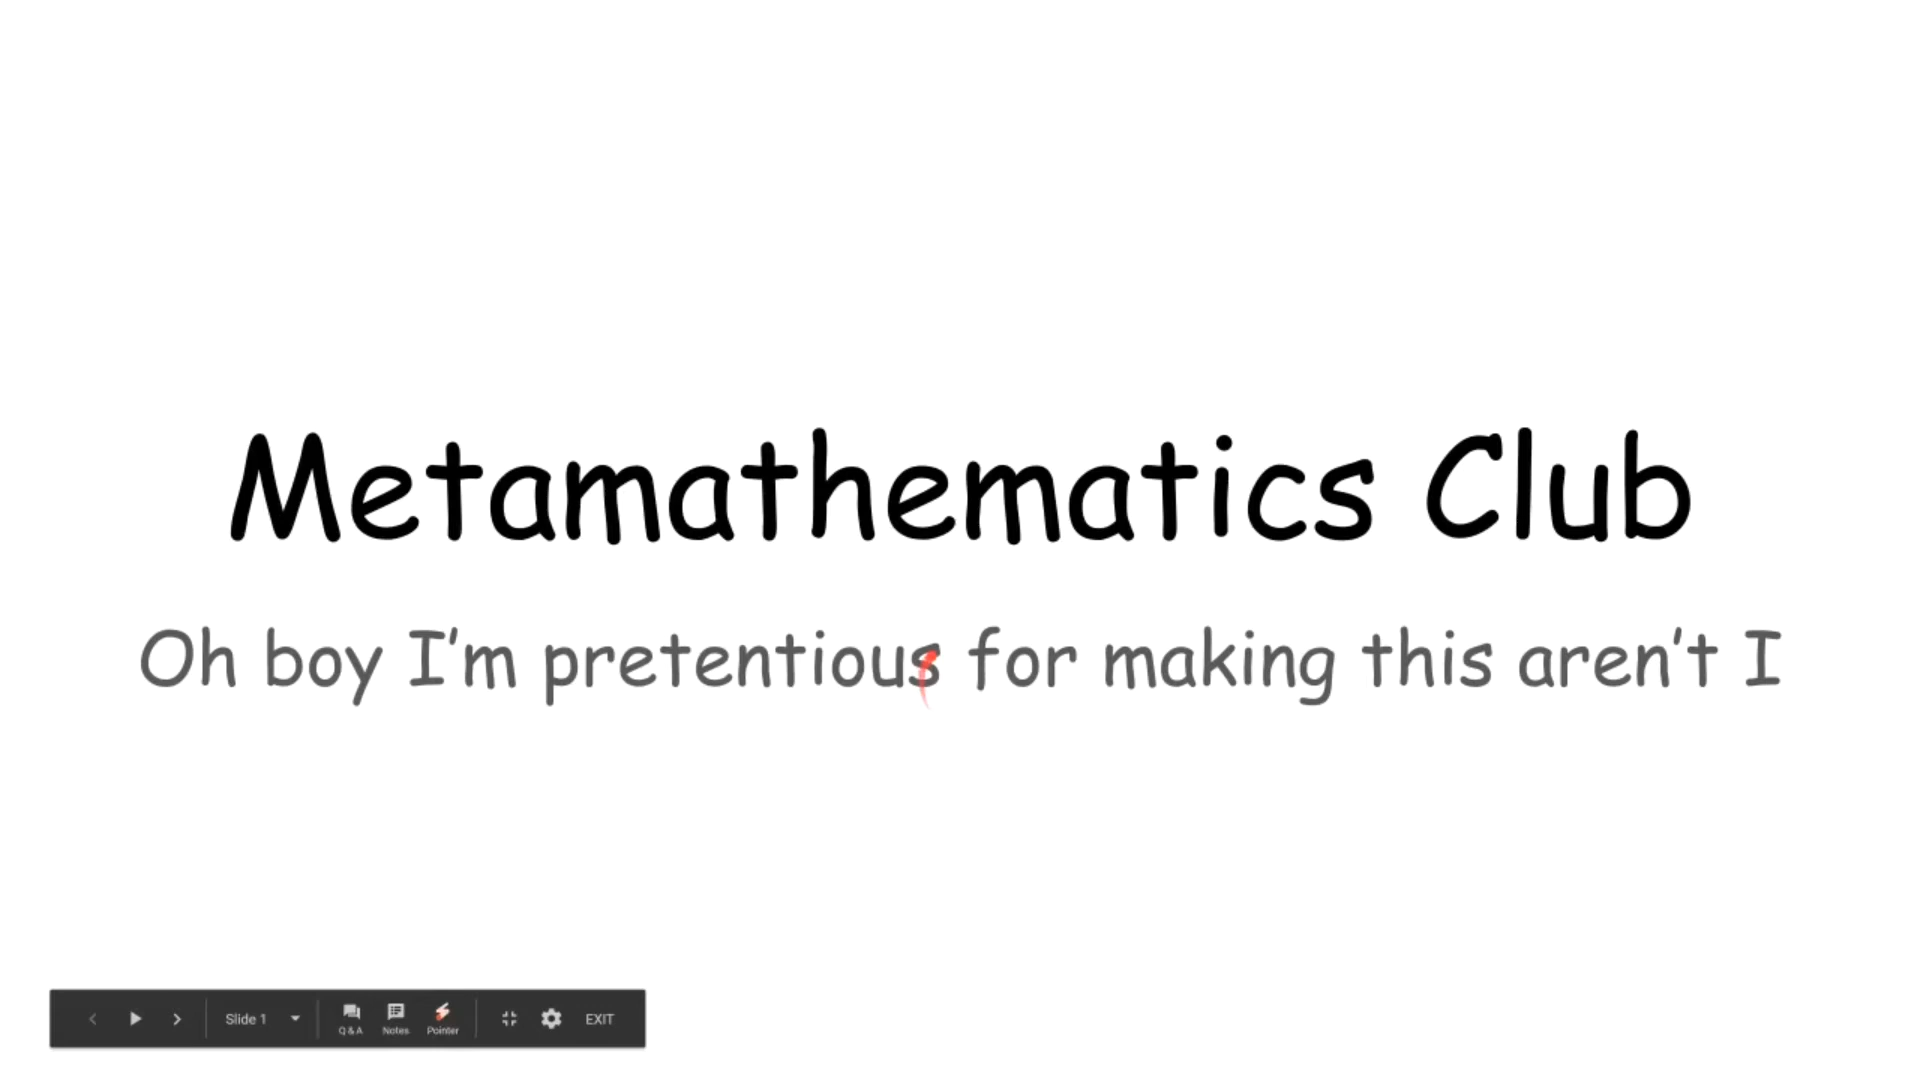 Metamathematics Club
Oh boy I’m pretentious for making this aren’t I
Slide 1
Q & A
Notes
Pointer
EXIT